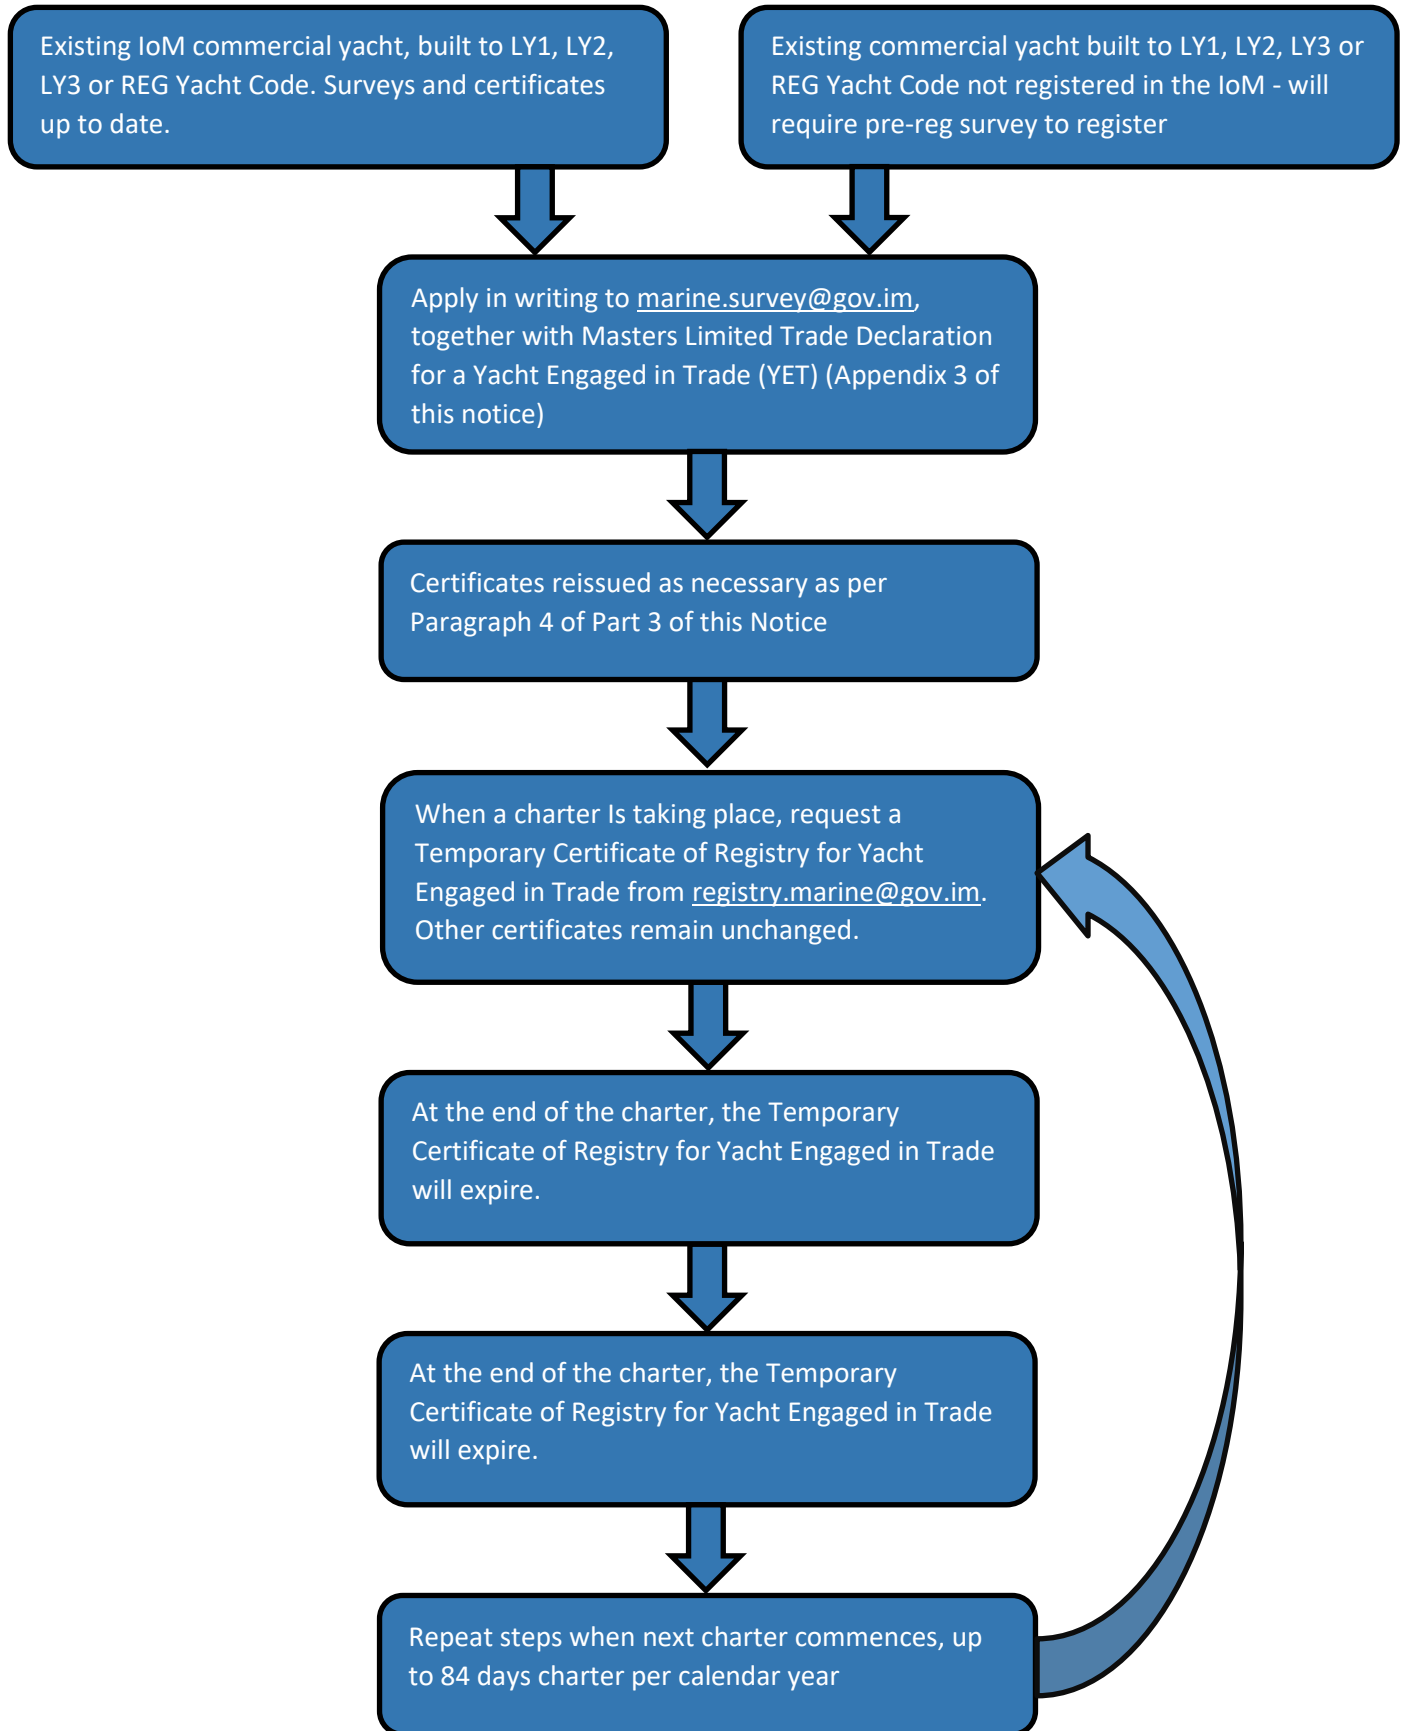 Existing IoM commercial yacht, built to LY1, LY2,
LY3 or REG Yacht Code. Surveys and certificates
up to date.
Existing commercial yacht built to LY1, LY2, LY3 or
REG Yacht Code not registered in the IoM - will
require pre-reg survey to register
Apply in writing to marine.survey@gov.im,
together with Masters Limited Trade Declaration
for a Yacht Engaged in Trade (YET) (Appendix 3 of
this notice)
Certificates reissued as necessary as per
Paragraph 4 of Part 3 of this Notice
When a charter Is taking place, request a
Temporary Certificate of Registry for Yacht
Engaged in Trade from registry.marine@gov.im.
Other certificates remain unchanged.
At the end of the charter, the Temporary
Certificate of Registry for Yacht Engaged in Trade
will expire.
At the end of the charter, the Temporary
Certificate of Registry for Yacht Engaged in Trade
will expire.
Repeat steps when next charter commences, up
to 84 days charter per calendar year